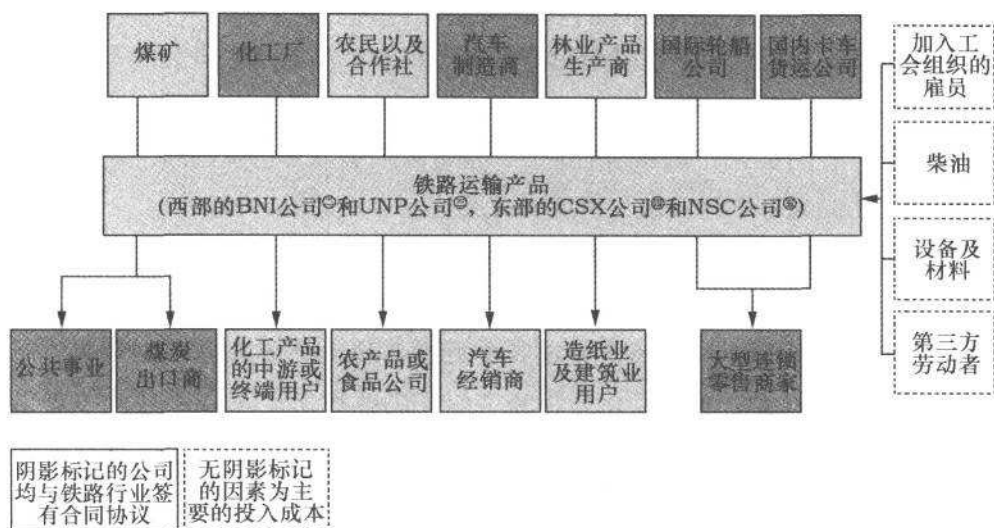 煤矿
化工厂
农民以及
合作社
汽车
制造商
林业产品
生产商
国际轮船
公司
国内卡车
货运公司
加入工
会组织的
雇员
铁路运输产品
(西部的BNI公司㊀和UNP公司㊁，东部的CSX公司㊂和NSC公司㊃)
柴油
设备及
材料
第三方
劳动者
公共事业
煤炭
出口商
化工产品
的中游或
终端用户
农产品或
食品公司
汽车
经销商
造纸业
及建筑业
用户
大型连锁
零售商家
阴影标记的公司
均与铁路行业签
有合同协议
无阴影标记
的因素为主
要的投入成本